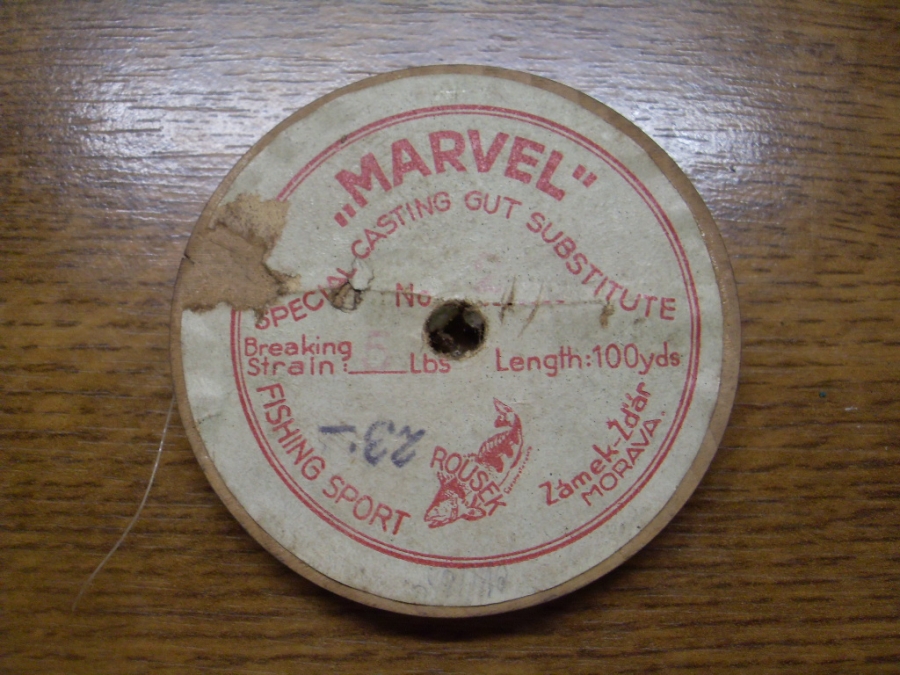 „MARVEL"
SPECIAL CASTING GUT SUBSTITUTE
No
Breaking
Strain: 6 Lbs
Length: 100yds
FISHING SPORT
23·-
ROUSEK
Zámek-Žďár
MORAVA.